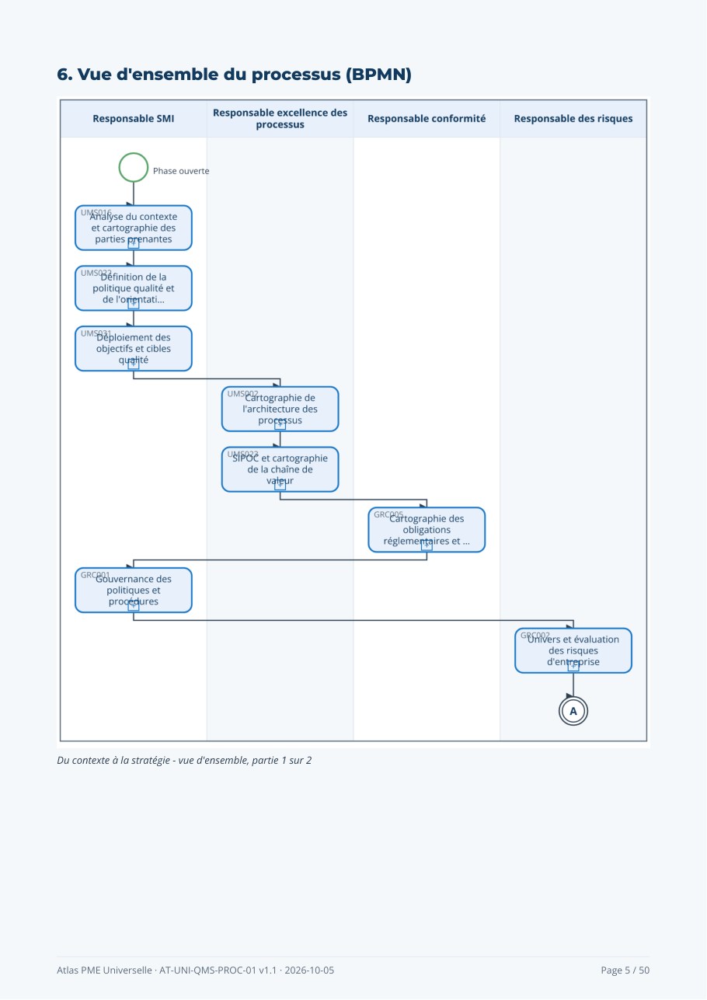 6. Vue d'ensemble du processus (BPMN)
Responsable SMI
Responsable excellence des
processus
Responsable conformité
Responsable des risques
Phase ouverte
UMS016
Analyse du contexte
et cartographie des
parties prenantes
UMS022
Définition de la
politique qualité et
de l'orientati...
UMS031
Déploiement des
objectifs et cibles
qualité
UMS002
Cartographie de
l'architecture des
processus
UMS023
SIPOC et cartographie
de la chaîne de
valeur
GRC005
Cartographie des
obligations
réglementaires et ...
GRC001
Gouvernance des
politiques et
procédures
GRC002
Univers et évaluation
des risques
d'entreprise
A
Du contexte à la stratégie - vue d'ensemble, partie 1 sur 2
Atlas PME Universelle · AT-UNI-QMS-PROC-01 v1.1 · 2026-10-05
Page 5 / 50